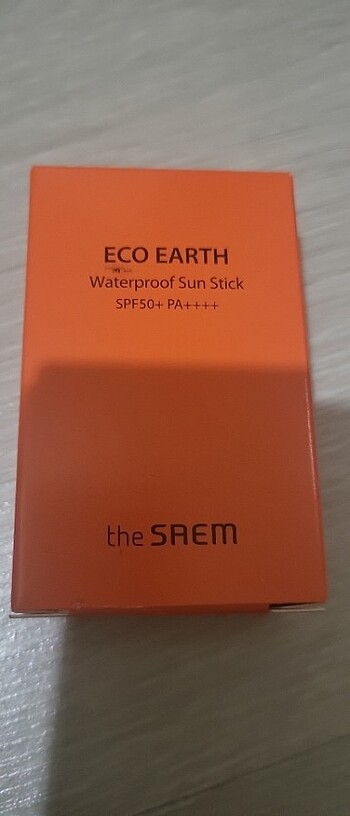 ECO EARTH
Waterproof Sun Stick
SPF50+ PA++++
the SAEM